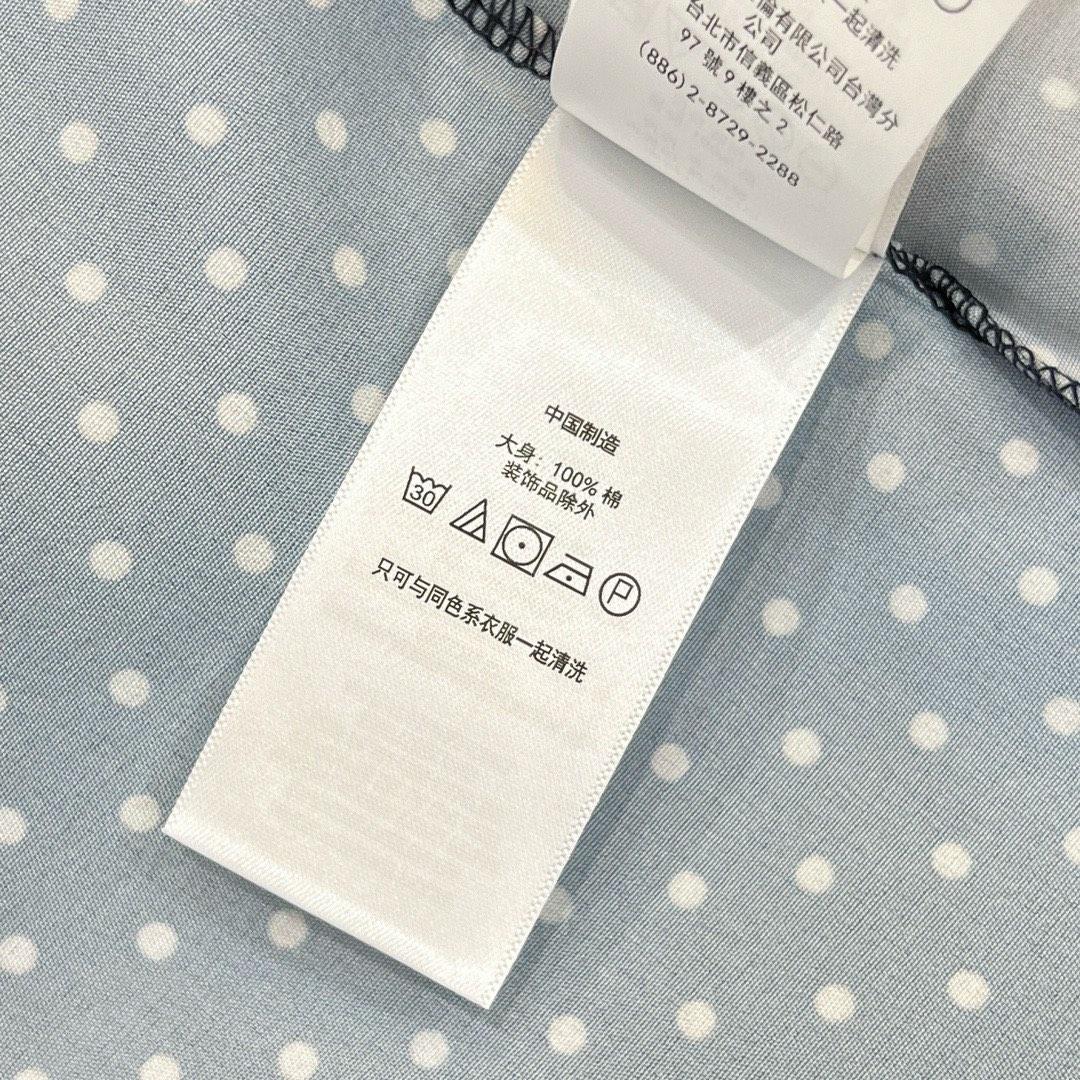 一起清洗
有限公司台灣分
公司
台北市信義區松仁路
97 號 9 樓之 2
(886)2-8729-2288
中国制造
大身：100% 棉
装饰品除外
30
P
只可与同色系衣服一起清洗